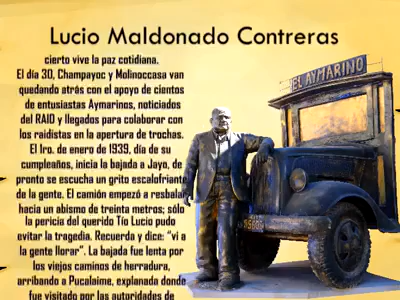 Lucio Maldonado Contreras
cierto vive la paz cotidiana.
El día 30, Champayoc y Molinoccasa van
quedando atrás con el apoyo de cientos
de entusiastas Aymarinos, noticiados
del RAID y llegados para colaborar con
los raidistas en la apertura de trochas.
El 1ro. de enero de 1939, día de su
cumpleaños, inicia la bajada a Jayo, de
pronto se escucha un grito escalofriante
de la gente. El camión empezó a resbalar
hacia un abismo de treinta metros; sólo
la pericia del querido Tío Lucio pudo
evitar la tragedia. Recuerda y dice: "vi a
la gente llorar". La bajada fue lenta por
los viejos caminos de herradura,
arribando a Pucalaime, explanada donde
fue visitado por las autoridades de
EL AYMARINO